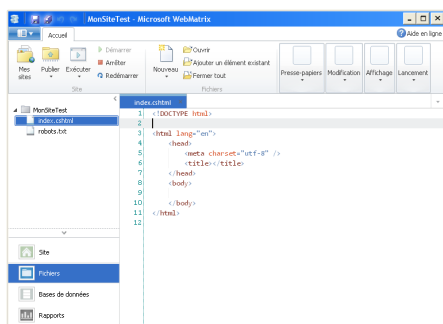 MonSiteTest - Microsoft WebMatrix
Accueil
Aide en ligne
Mes sites
Publier
Exécuter
Démarrer
Arrêter
Redémarrer
Site
Nouveau
Ouvrir
Ajouter un élément existant
Fermer tout
Fichiers
Presse-papiers
Modification
Affichage
Lancement
MonSiteTest
index.cshtml
robots.txt
index.cshtml
1 <!DOCTYPE html>
2
3 <html lang="en">
4 <head>
5 <meta charset="utf-8" />
6 <title></title>
7 </head>
8 <body>
9
10 </body>
11 </html>
12
Site
Fichiers
Bases de données
Rapports